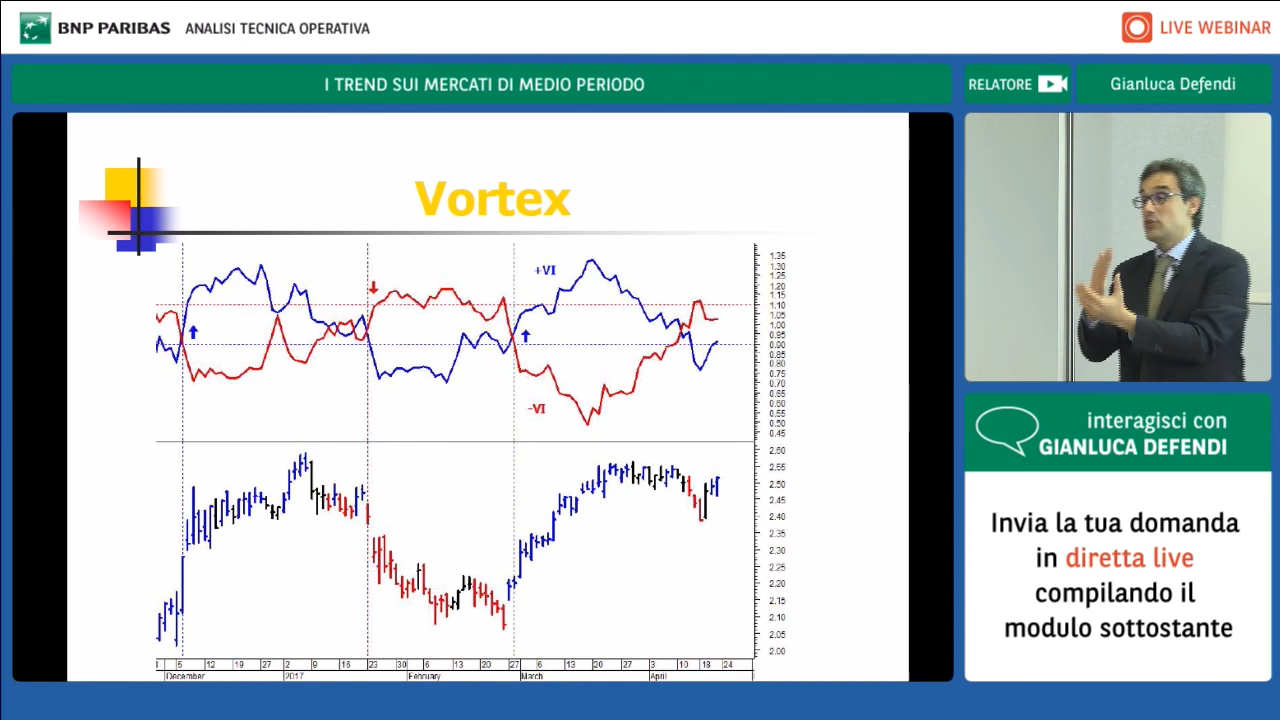 BNP PARIBAS ANALISI TECNICA OPERATIVA
LIVE WEBINAR
I TREND SUI MERCATI DI MEDIO PERIODO
RELATORE
Gianluca Defendi
Vortex
+VI
-VI
1.35
1.30
1.25
1.20
1.15
1.10
1.05
1.00
0.95
0.90
0.85
0.80
0.75
0.70
0.65
0.60
0.55
0.50
0.45
2.60
2.55
2.50
2.45
2.40
2.35
2.30
2.25
2.20
2.15
2.10
2.05
2.00
5 12 19 27 2 9 16 23 30 6 13 20 27 6 13 20 27 3 10 18 24
December 2017 February March April
interagisci con
GIANLUCA DEFENDI
Invia la tua domanda
in diretta live
compilando il
modulo sottostante